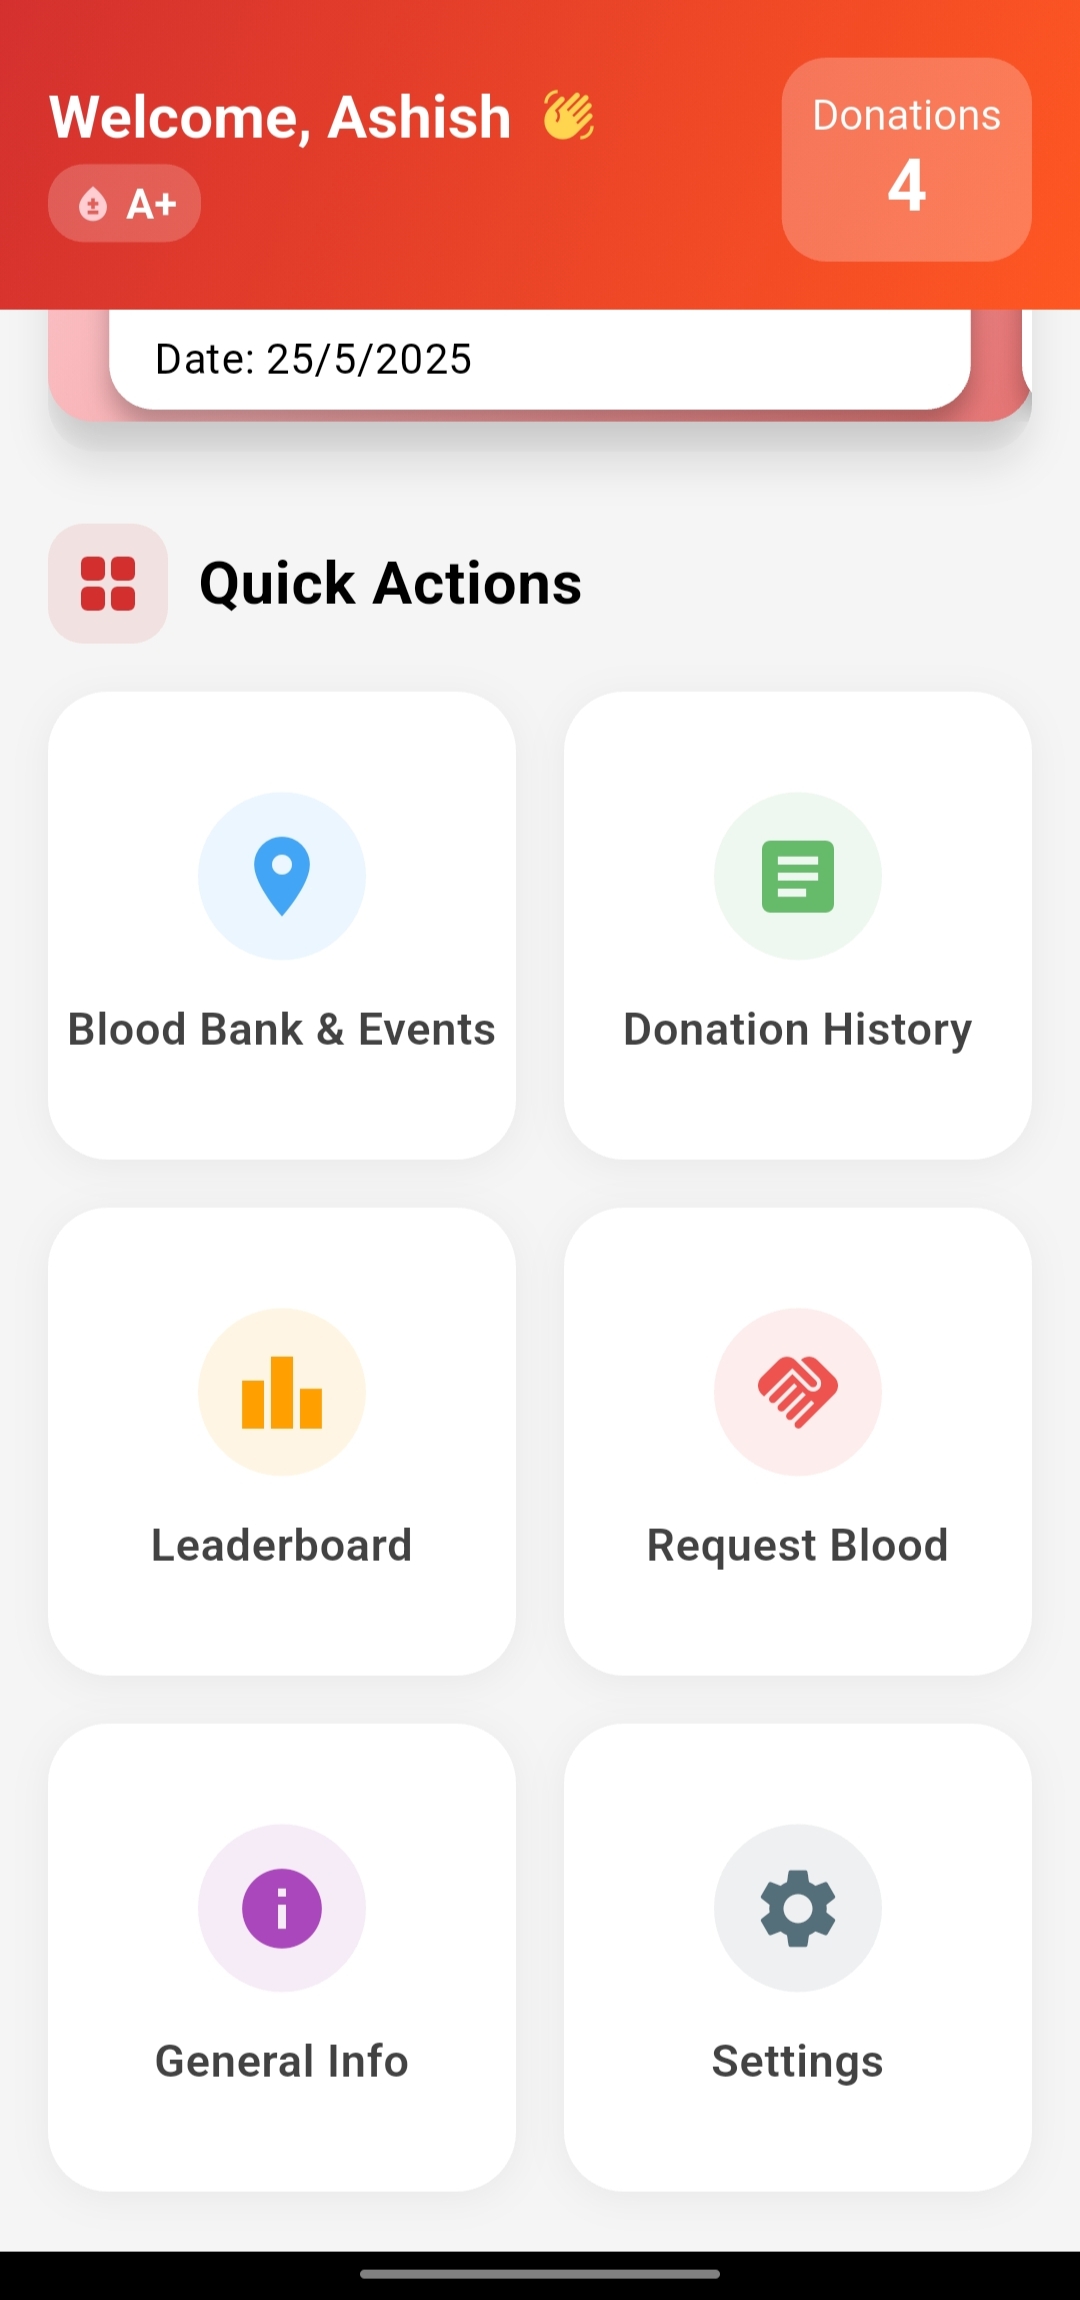 Welcome, Ashish 👋
A+
Donations
4
Date: 25/5/2025
Quick Actions
Blood Bank & Events
Donation History
Leaderboard
Request Blood
General Info
Settings